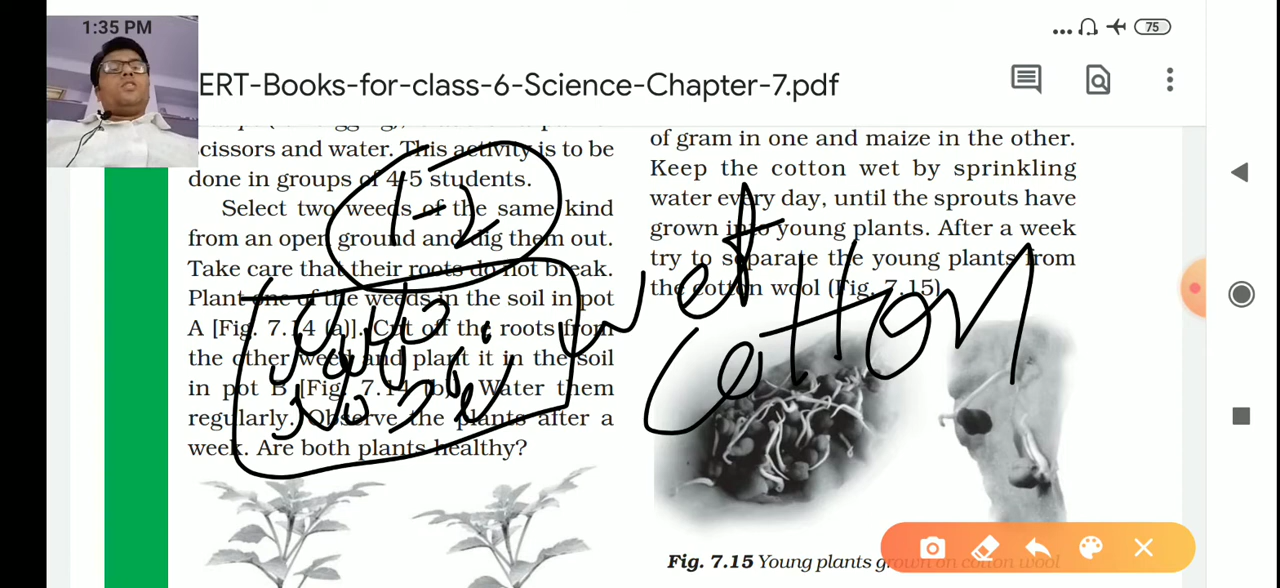 1:35 PM
75
ERT-Books-for-class-6-Science-Chapter-7.pdf
scissors and water. This activity is to be
done in groups of 4-5 students.
Select two weeds of the same kind
from an open ground and dig them out.
Take care that their roots do not break.
Plant one of the weeds in the soil in pot
A [Fig. 7.14 (a)]. Cut off the roots from
the other weed and plant it in the soil
in pot B [Fig. 7.14 (b)]. Water them
regularly. Observe the plants after a
week. Are both plants healthy?
1-2
of gram in one and maize in the other.
Keep the cotton wet by sprinkling
water every day, until the sprouts have
grown into young plants. After a week
try to separate the young plants from
the cotton wool (Fig. 7.15).
wet
cotton
Fig. 7.15 Young plants grown on cotton wool